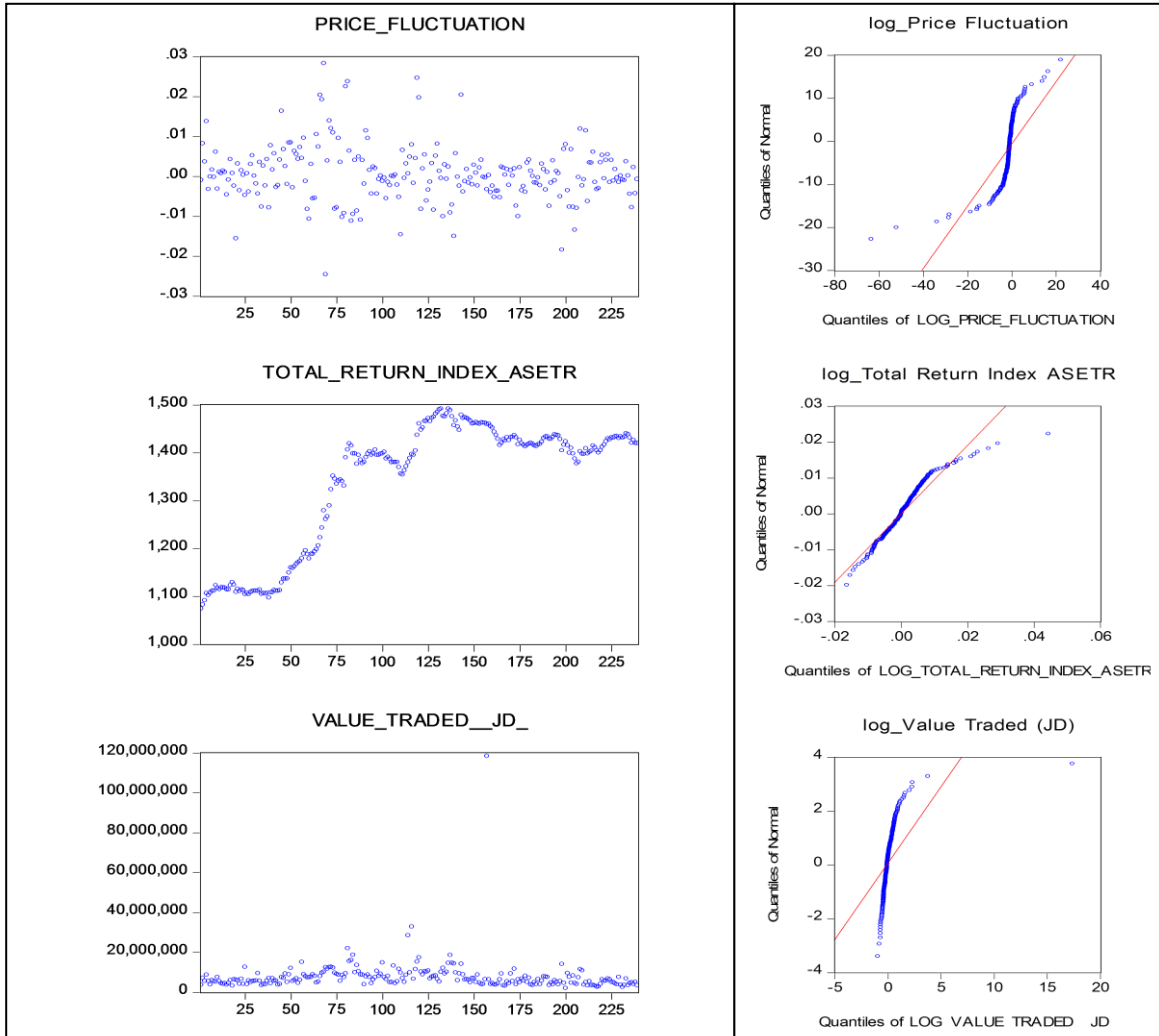 PRICE_FLUCTUATION
.03
.02
.01
.00
-.01
-.02
-.03
25 50 75 100 125 150 175 200 225
TOTAL_RETURN_INDEX_ASETR
1,500
1,400
1,300
1,200
1,100
1,000
25 50 75 100 125 150 175 200 225
VALUE_TRADED__JD_
120,000,000
100,000,000
80,000,000
60,000,000
40,000,000
20,000,000
0
25 50 75 100 125 150 175 200 225
log_Price Fluctuation
Quantiles of Normal
20
10
0
-10
-20
-30
-80 -60 -40 -20 0 20 40
Quantiles of LOG_PRICE_FLUCTUATION
log_Total Return Index ASETR
Quantiles of Normal
.03
.02
.01
.00
-.01
-.02
-.03
-.02 .00 .02 .04 .06
Quantiles of LOG_TOTAL_RETURN_INDEX_ASETR
log_Value Traded (JD)
Quantiles of Normal
4
2
0
-2
-4
-5 0 5 10 15 20
Quantiles of LOG VALUE TRADED JD